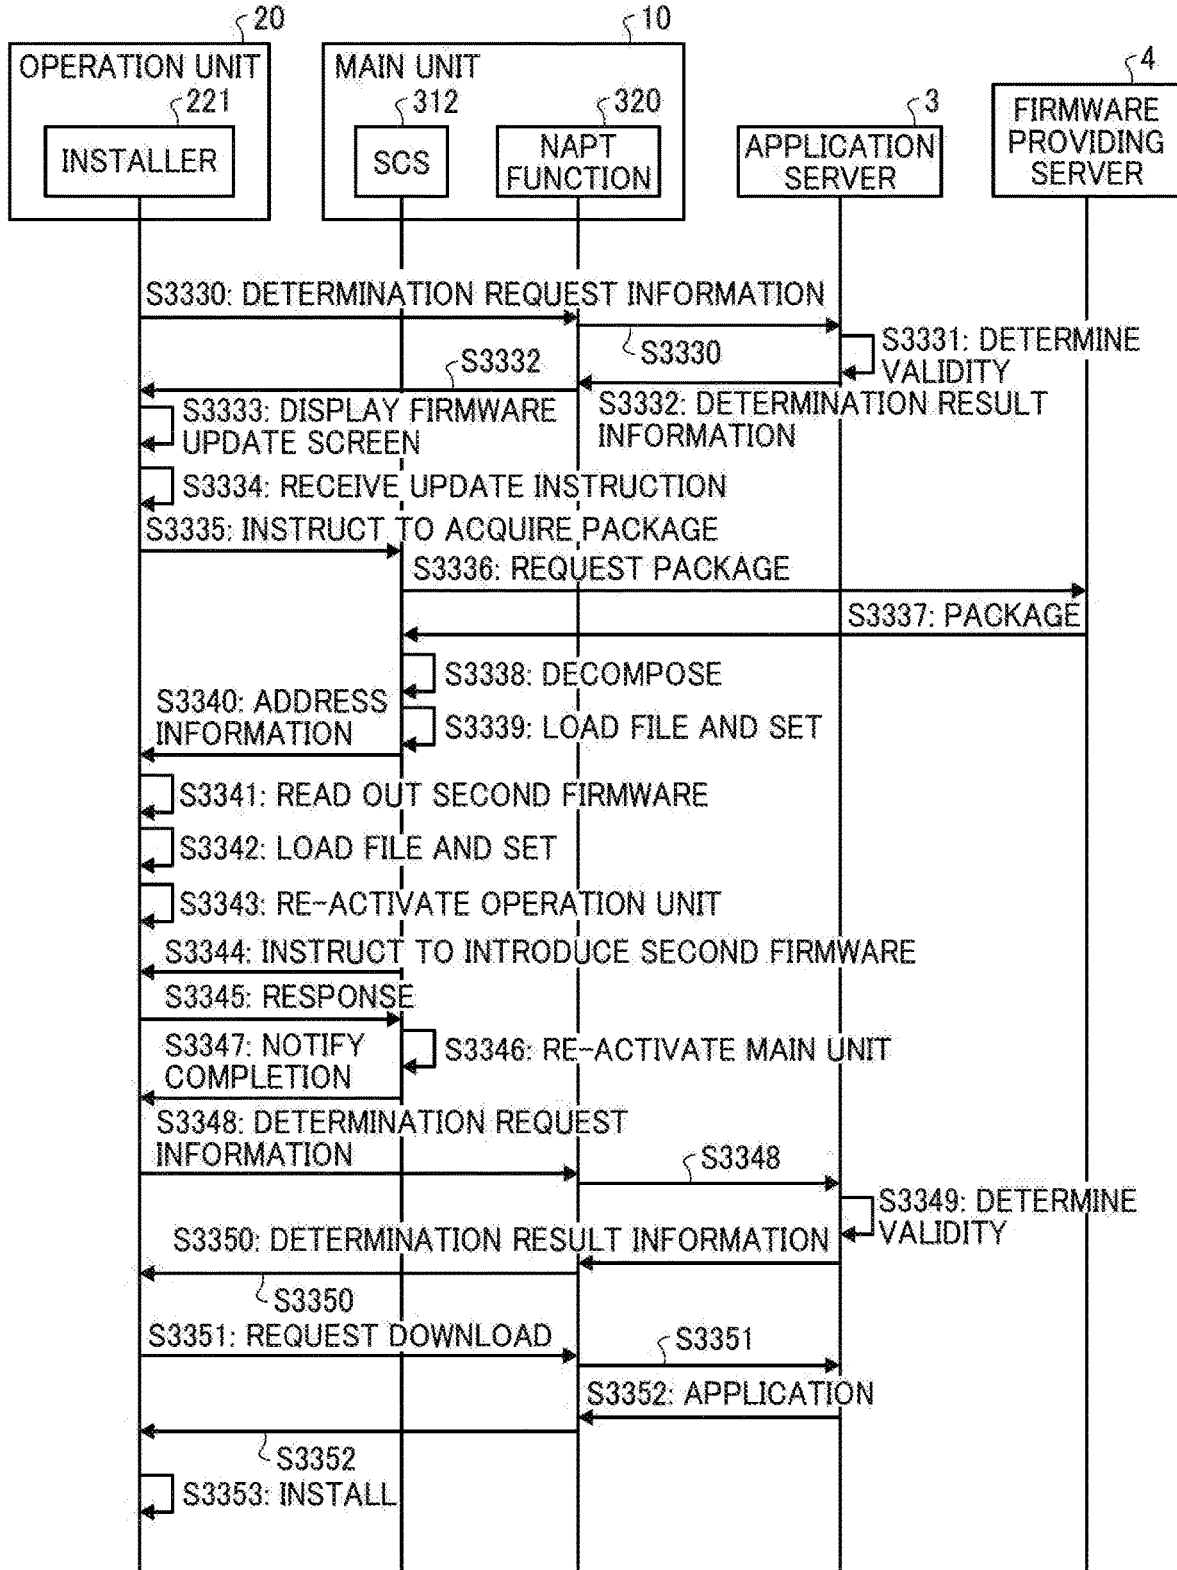 20
10
OPERATION UNIT
MAIN UNIT
4
221
312
320
3
FIRMWARE
PROVIDING
SERVER
INSTALLER
SCS
NAPT
FUNCTION
APPLICATION
SERVER
S3330: DETERMINATION REQUEST INFORMATION
S3330
S3331: DETERMINE
VALIDITY
S3332
S3332: DETERMINATION RESULT
INFORMATION
S3333: DISPLAY FIRMWARE
UPDATE SCREEN
S3334: RECEIVE UPDATE INSTRUCTION
S3335: INSTRUCT TO ACQUIRE PACKAGE
S3336: REQUEST PACKAGE
S3337: PACKAGE
S3338: DECOMPOSE
S3340: ADDRESS
INFORMATION
S3339: LOAD FILE AND SET
S3341: READ OUT SECOND FIRMWARE
S3342: LOAD FILE AND SET
S3343: RE-ACTIVATE OPERATION UNIT
S3344: INSTRUCT TO INTRODUCE SECOND FIRMWARE
S3345: RESPONSE
S3347: NOTIFY
COMPLETION
S3346: RE-ACTIVATE MAIN UNIT
S3348: DETERMINATION REQUEST
INFORMATION
S3348
S3349: DETERMINE
VALIDITY
S3350: DETERMINATION RESULT INFORMATION
S3350
S3351: REQUEST DOWNLOAD
S3351
S3352: APPLICATION
S3352
S3353: INSTALL